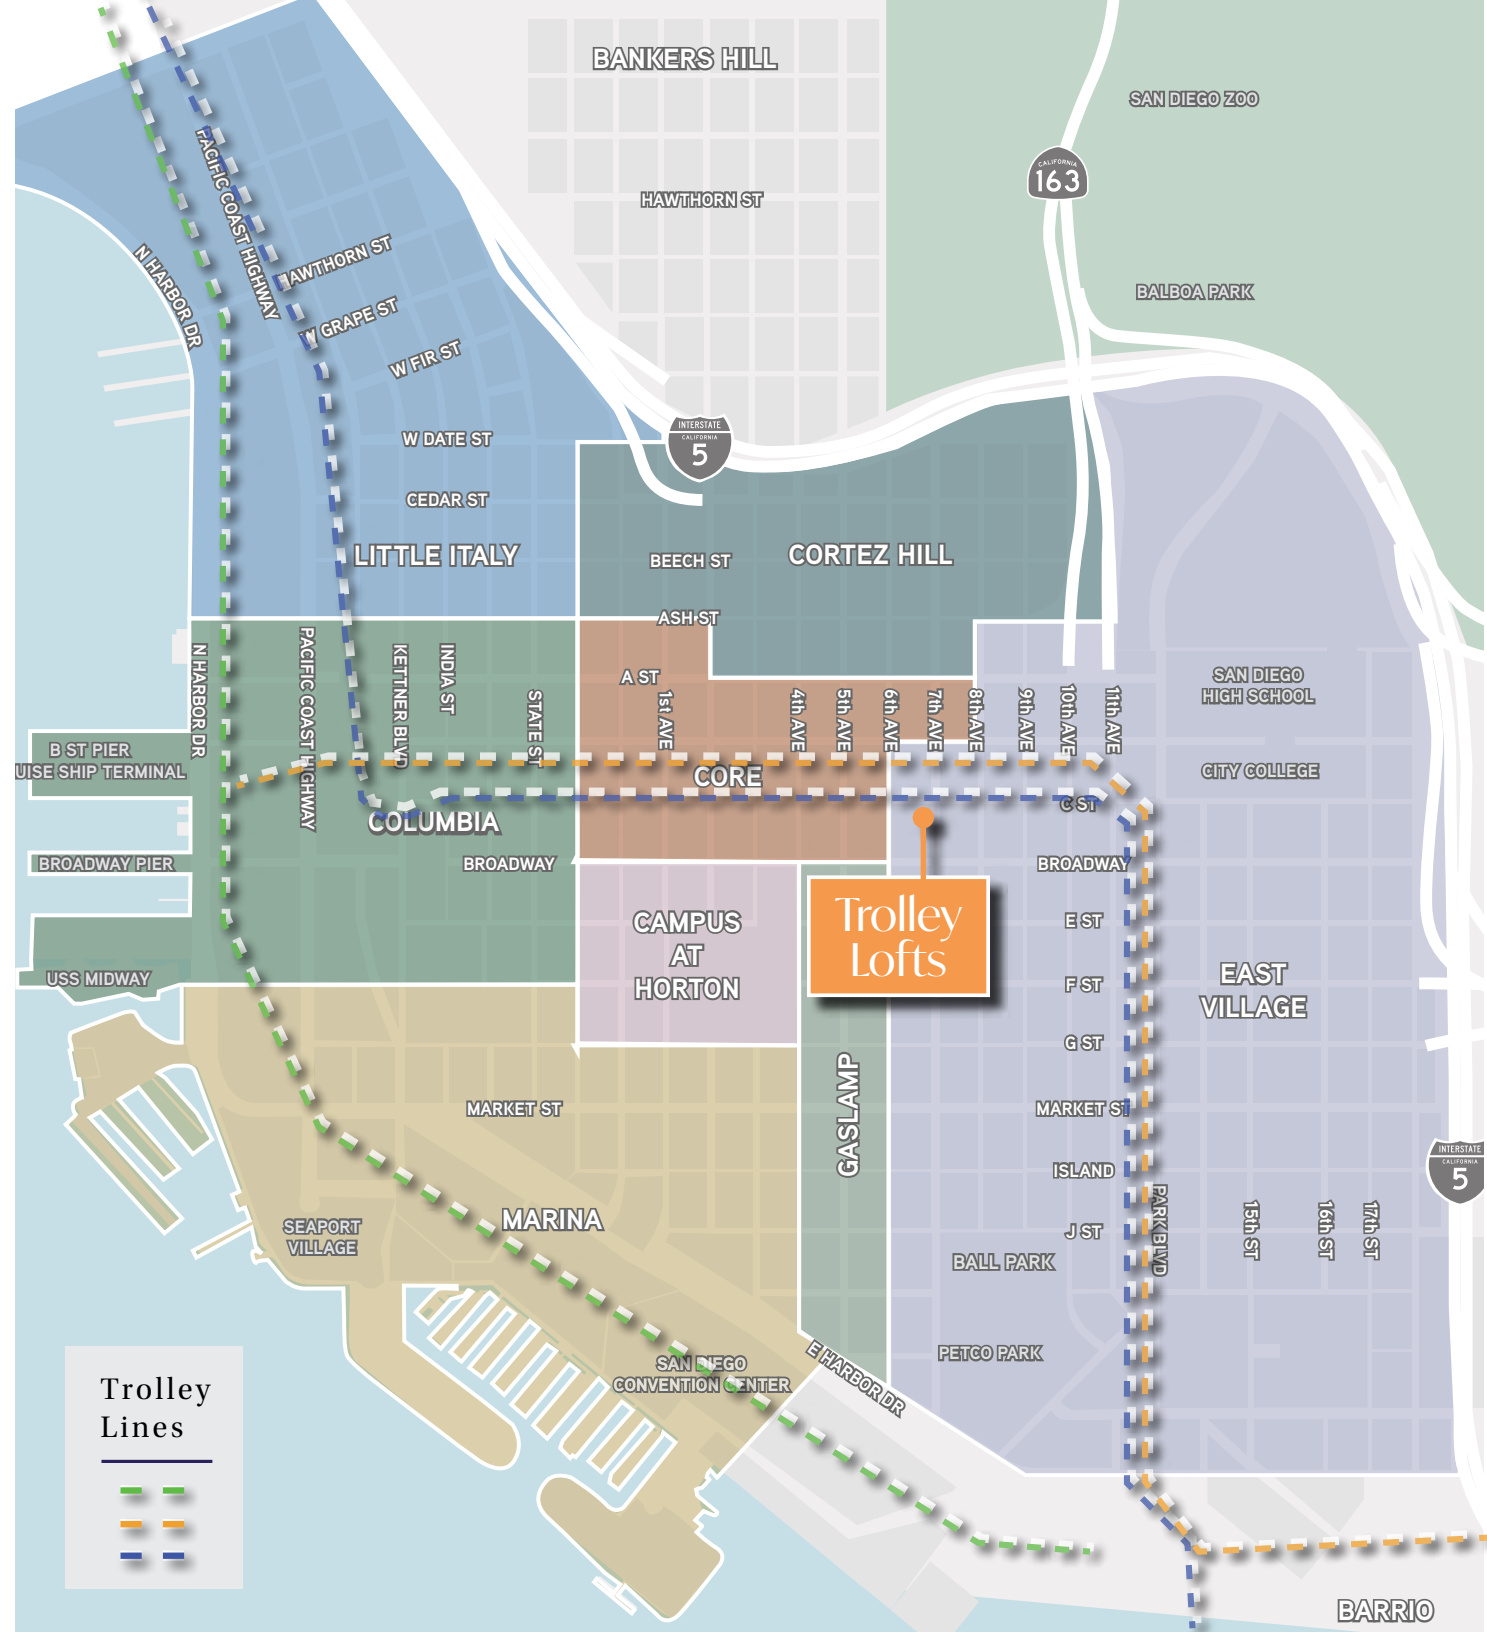 BANKERS HILL
SAN DIEGO ZOO
CALIFORNIA
163
HAWTHORN ST
BALBOA PARK
PACIFIC COAST HIGHWAY
N HARBOR DR
HAWTHORN ST
W GRAPE ST
W FIR ST
W DATE ST
CEDAR ST
LITTLE ITALY
INTERSTATE
CALIFORNIA
5
BEECH ST
CORTEZ HILL
ASH ST
A ST
N HARBOR DR
PACIFIC COAST HIGHWAY
KETTNER BLVD
INDIA ST
STATE ST
1st AVE
4th AVE
5th AVE
6th AVE
7th AVE
8th AVE
9th AVE
10th AVE
11th AVE
SAN DIEGO
HIGH SCHOOL
B ST PIER
UISE SHIP TERMINAL
CORE
CITY COLLEGE
C ST
COLUMBIA
BROADWAY PIER
BROADWAY
BROADWAY
Trolley
Lofts
CAMPUS
AT
HORTON
E ST
USS MIDWAY
F ST
EAST
VILLAGE
G ST
GASLAMP
MARKET ST
MARKET ST
ISLAND
INTERSTATE
CALIFORNIA
5
SEAPORT
VILLAGE
MARINA
J ST
PARK BLVD
15th ST
16th ST
17th ST
BALL PARK
PETCO PARK
SAN DIEGO
CONVENTION CENTER
E HARBOR DR
Trolley
Lines
BARRIO